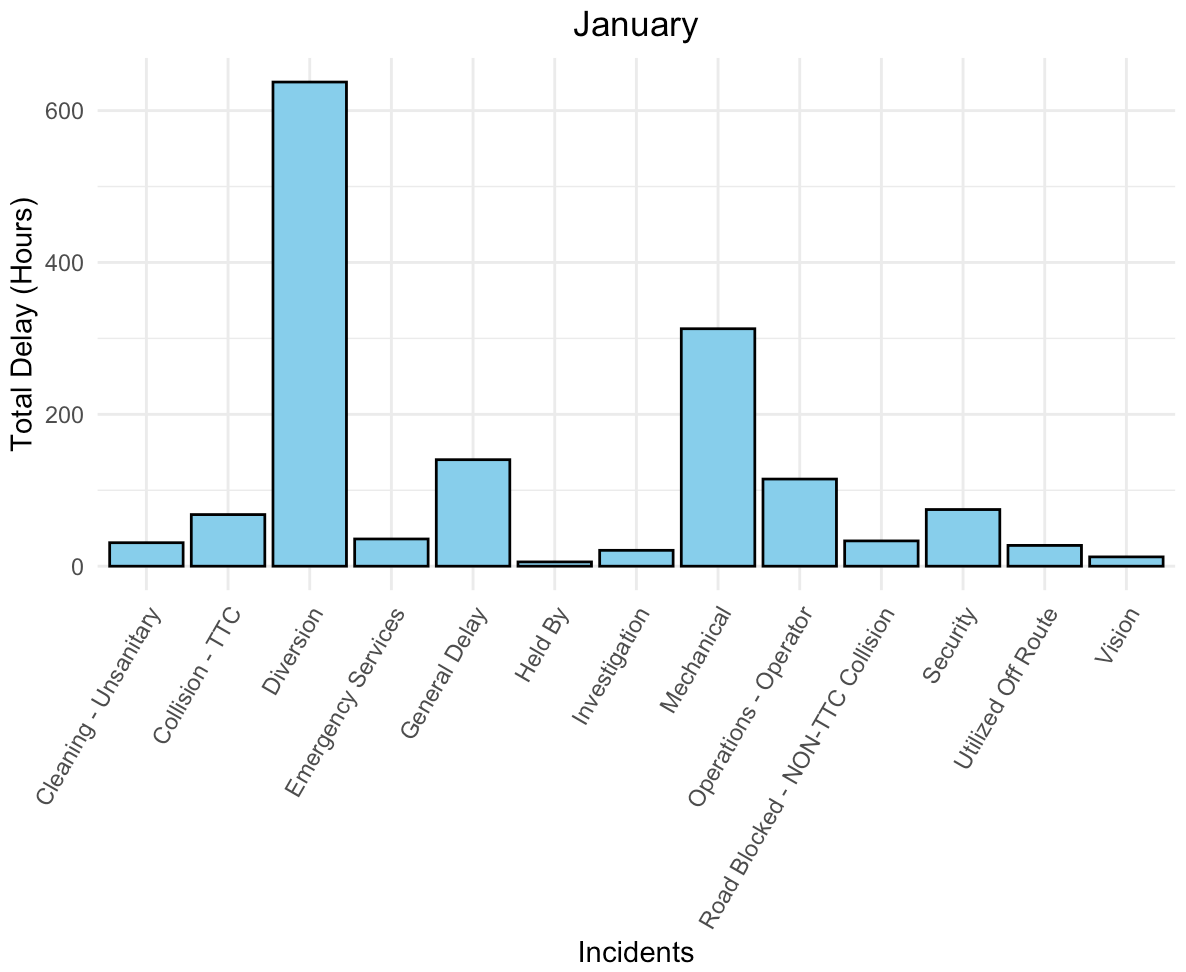 January
Total Delay (Hours)
600
400
200
0
Cleaning - Unsanitary
Collision - TTC
Diversion
Emergency Services
General Delay
Held By
Investigation
Mechanical
Operations - Operator
Road Blocked - NON-TTC Collision
Security
Utilized Off Route
Vision
Incidents